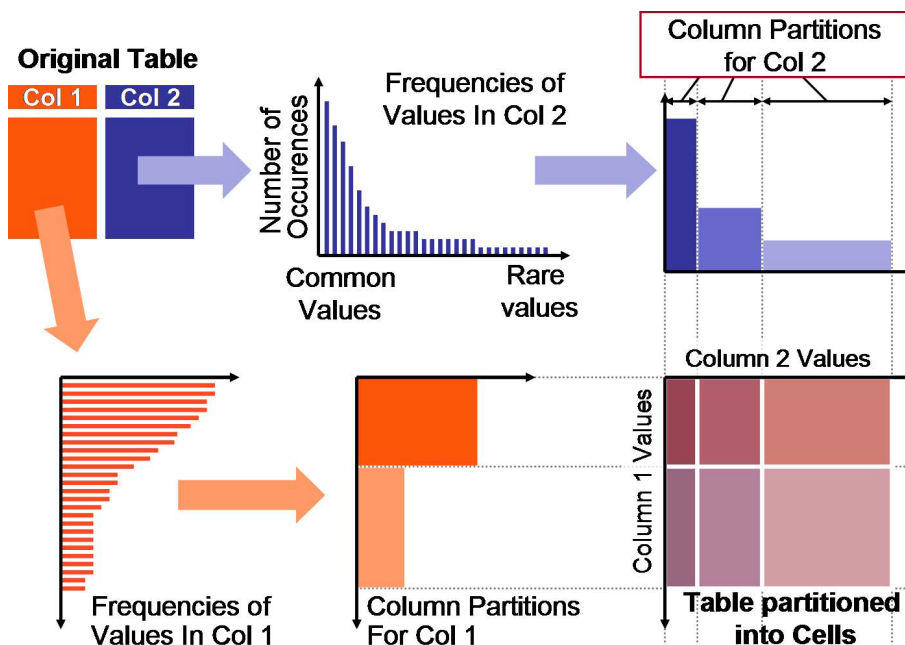 Original Table
Col 1
Col 2
Number of
Occurences
Frequencies of
Values In Col 2
Common
Values
Rare
values
Column Partitions
for Col 2
Frequencies of
Values In Col 1
Column Partitions
For Col 1
Column 2 Values
Column 1 Values
Table partitioned
into Cells